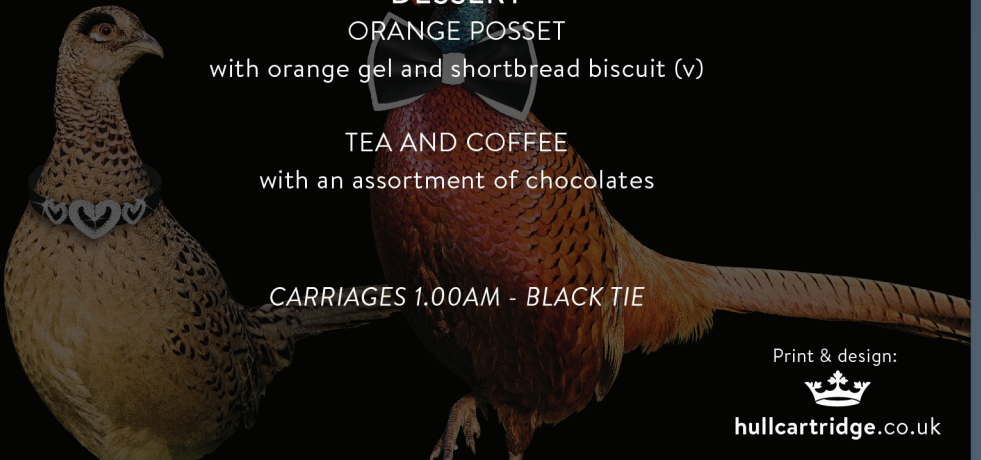 DESSERT
ORANGE POSSET
with orange gel and shortbread biscuit (v)
TEA AND COFFEE
with an assortment of chocolates
CARRIAGES 1.00AM - BLACK TIE
Print & design:
hullcartridge.co.uk